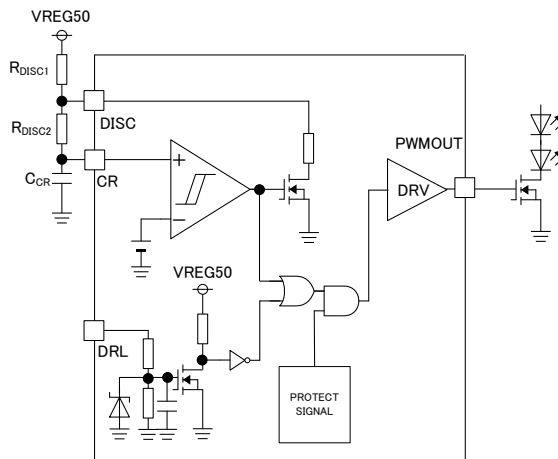 VREG50
RDISC1
RDISC2
DISC
CCR
CR
+
−
PWMOUT
DRV
VREG50
DRL
PROTECT
SIGNAL